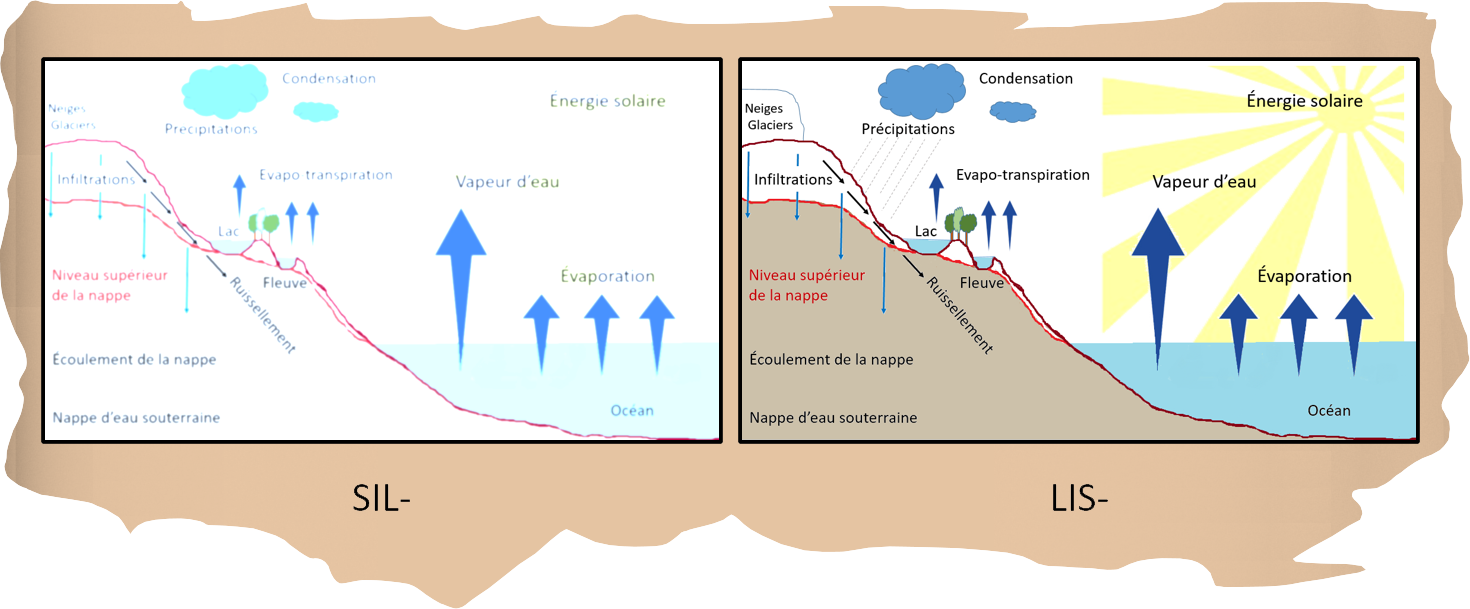 Condensation
Énergie solaire
Neiges
Glaciers
Précipitations
Infiltrations
Evapo transpiration
Vapeur d'eau
Lac
Niveau supérieur
de la nappe
Fleuve
Évaporation
Ruissellement
Écoulement de la nappe
Océan
Nappe d'eau souterraine
SIL-
Condensation
Énergie solaire
Neiges
Glaciers
Précipitations
Infiltrations
Evapo-transpiration
Vapeur d'eau
Lac
Niveau supérieur
de la nappe
Fleuve
Évaporation
Ruissellement
Écoulement de la nappe
Océan
Nappe d'eau souterraine
LIS-